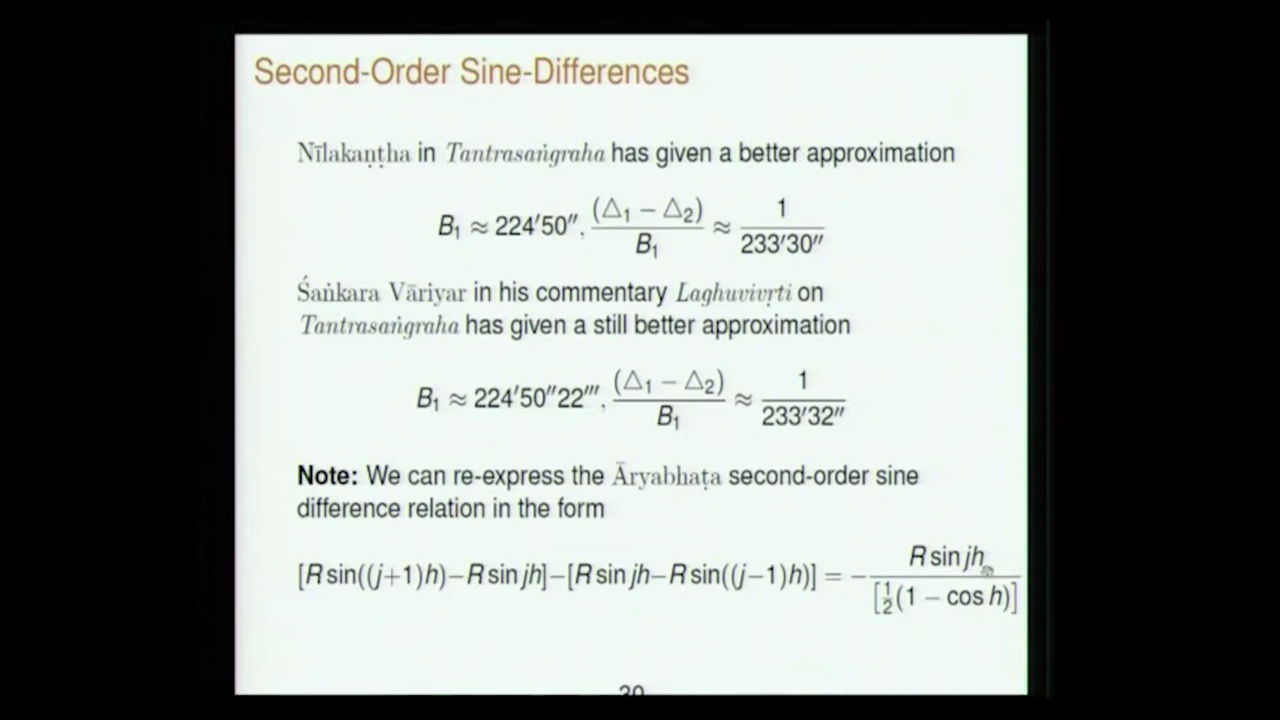 Second-Order Sine-Differences
Nīlakaṇṭha in Tantrasaṅgraha has given a better approximation
B₁ ≈ 224′50″, (△₁ − △₂)/B₁ ≈ 1/233′30″
Śaṅkara Vāriyar in his commentary Laghuvivṛti on
Tantrasaṅgraha has given a still better approximation
B₁ ≈ 224′50″22‴, (△₁ − △₂)/B₁ ≈ 1/233′32″
Note: We can re-express the Āryabhaṭa second-order sine
difference relation in the form
[R sin((j+1)h)−R sin jh]−[R sin jh−R sin((j−1)h)] = − R sin jh/[½(1 − cos h)]